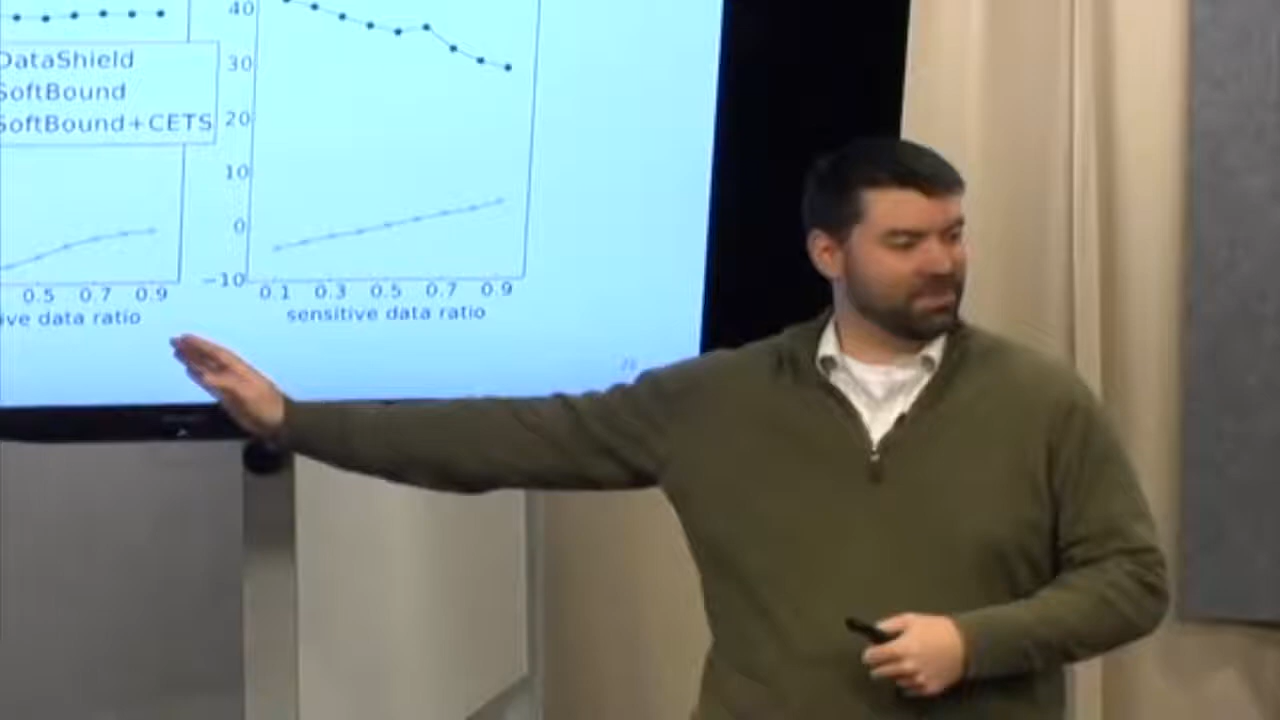 DataShield
SoftBound
SoftBound+CETS
0.5 0.7 0.9
data ratio
40
30
20
10
0
−10
0.1 0.3 0.5 0.7 0.9
sensitive data ratio